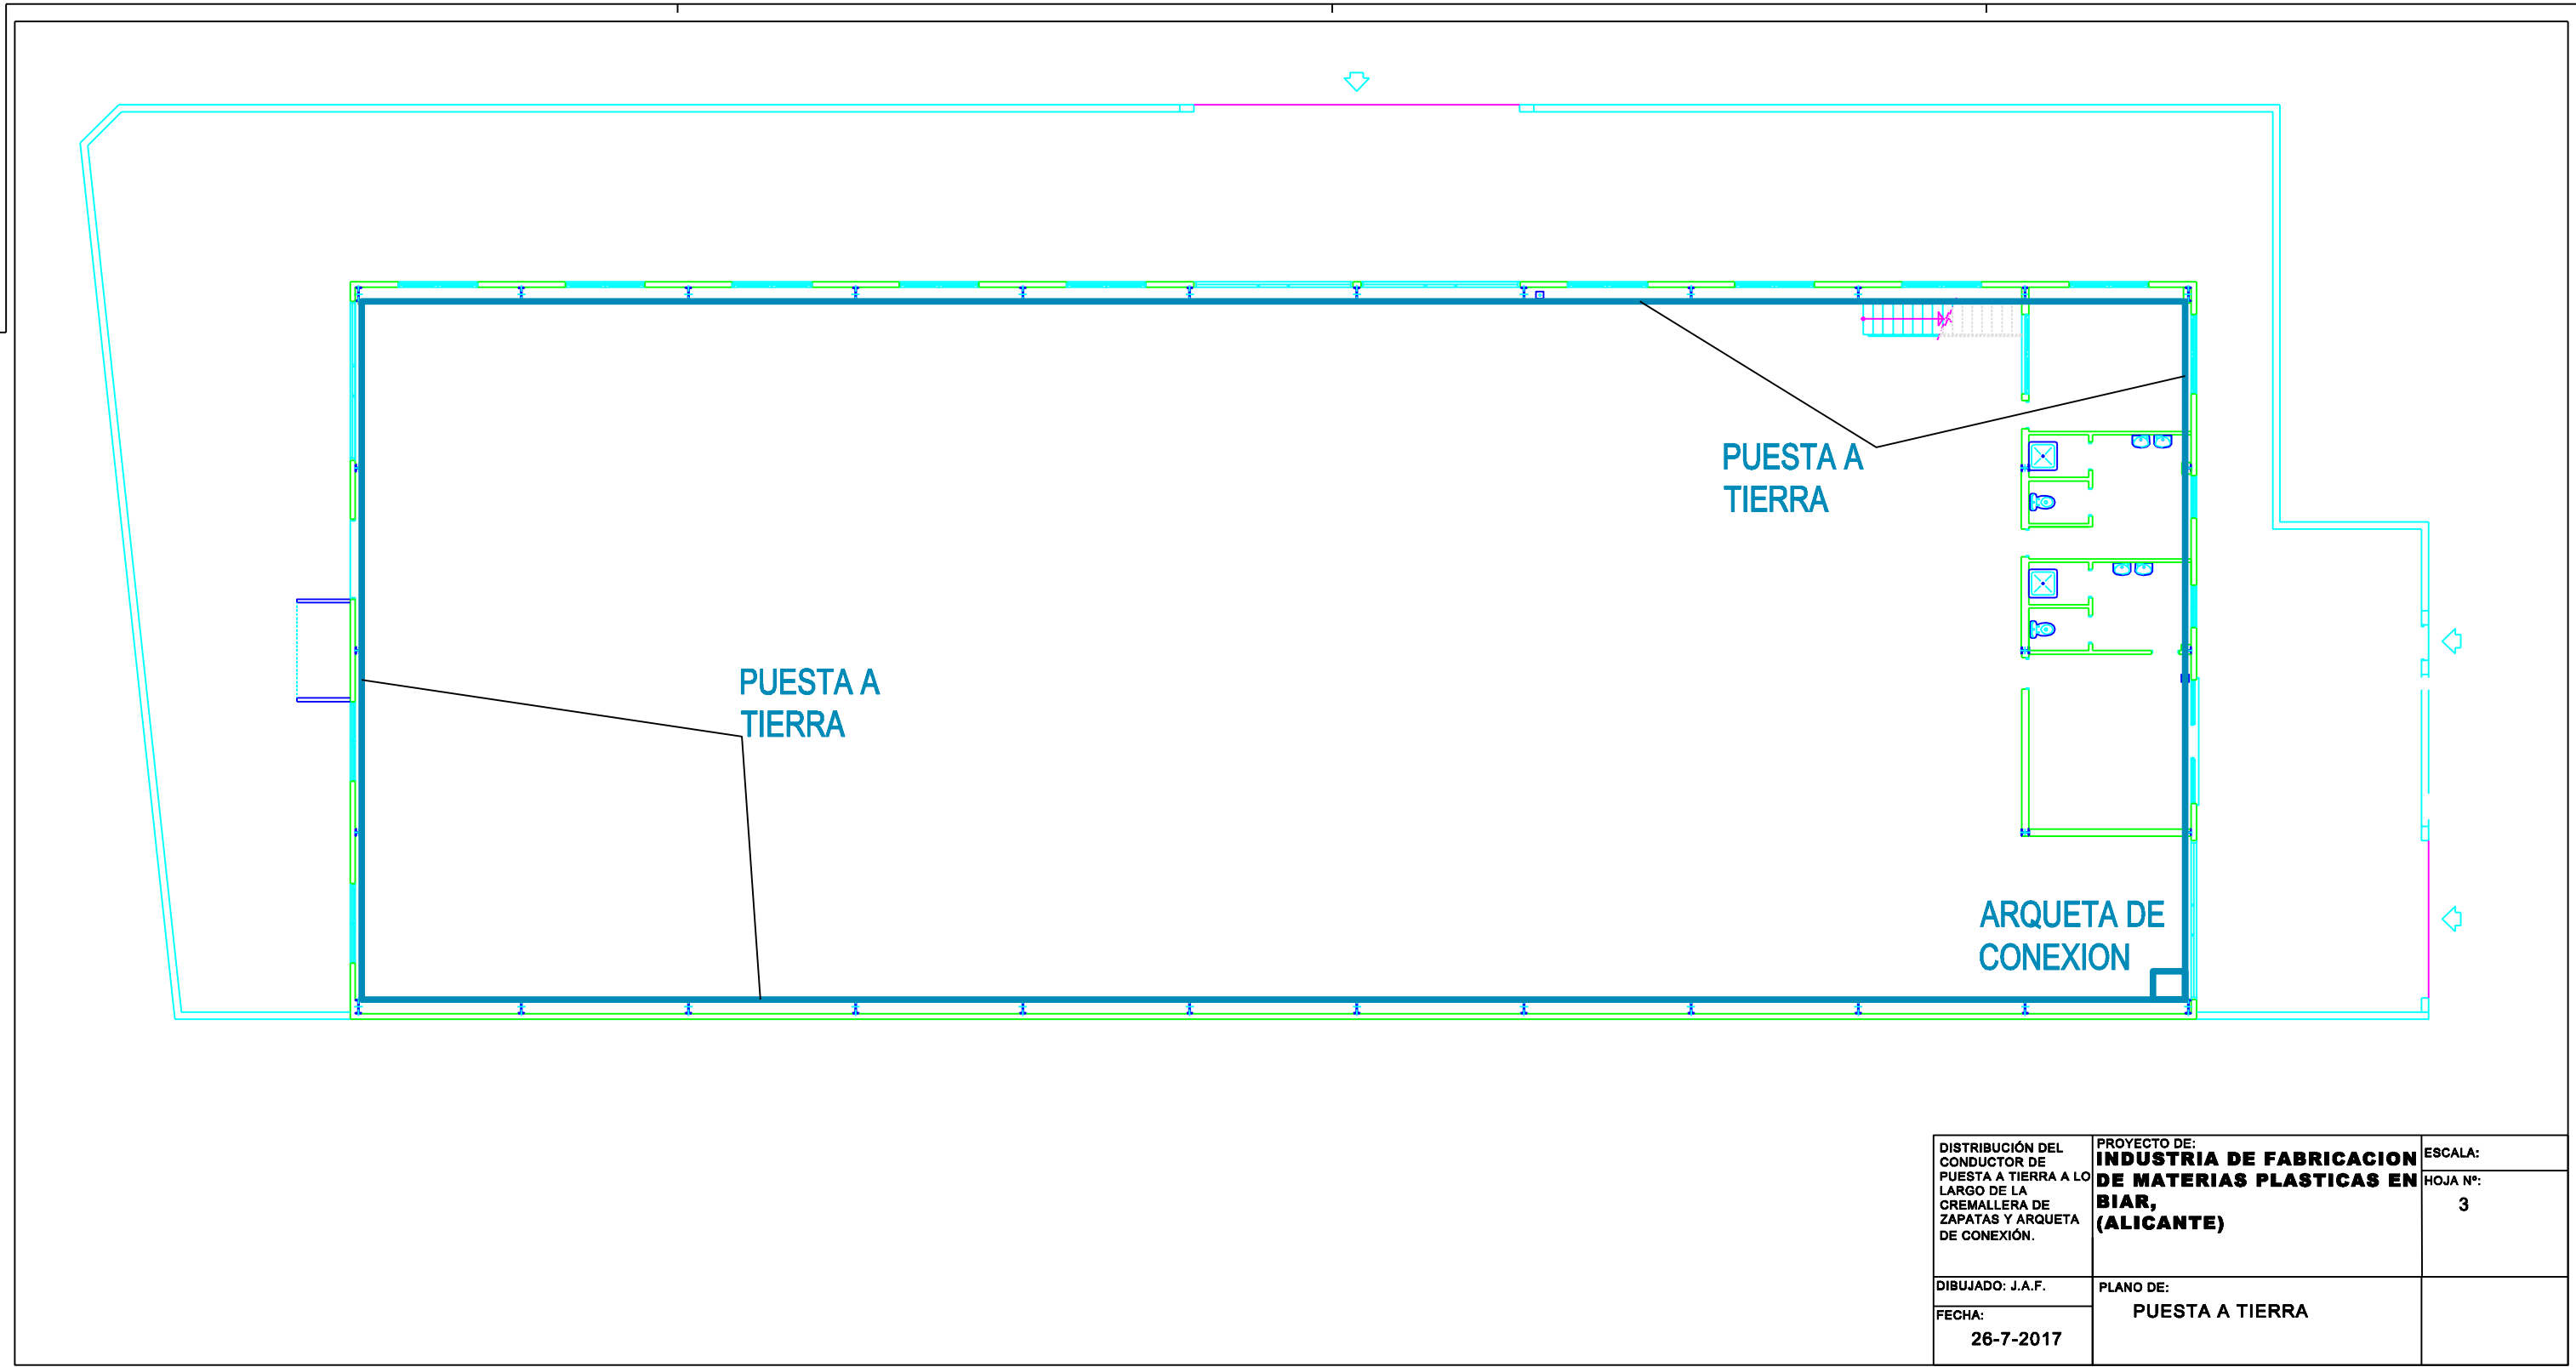 PUESTA A
TIERRA
PUESTA A
TIERRA
ARQUETA DE
CONEXION
DISTRIBUCIÓN DEL
CONDUCTOR DE
PUESTA A TIERRA A LO
LARGO DE LA
CREMALLERA DE
ZAPATAS Y ARQUETA
DE CONEXIÓN.
PROYECTO DE:
INDUSTRIA DE FABRICACION
DE MATERIAS PLASTICAS EN
BIAR,
(ALICANTE)
ESCALA:
HOJA Nº:
3
DIBUJADO: J.A.F.
FECHA:
26-7-2017
PLANO DE:
PUESTA A TIERRA